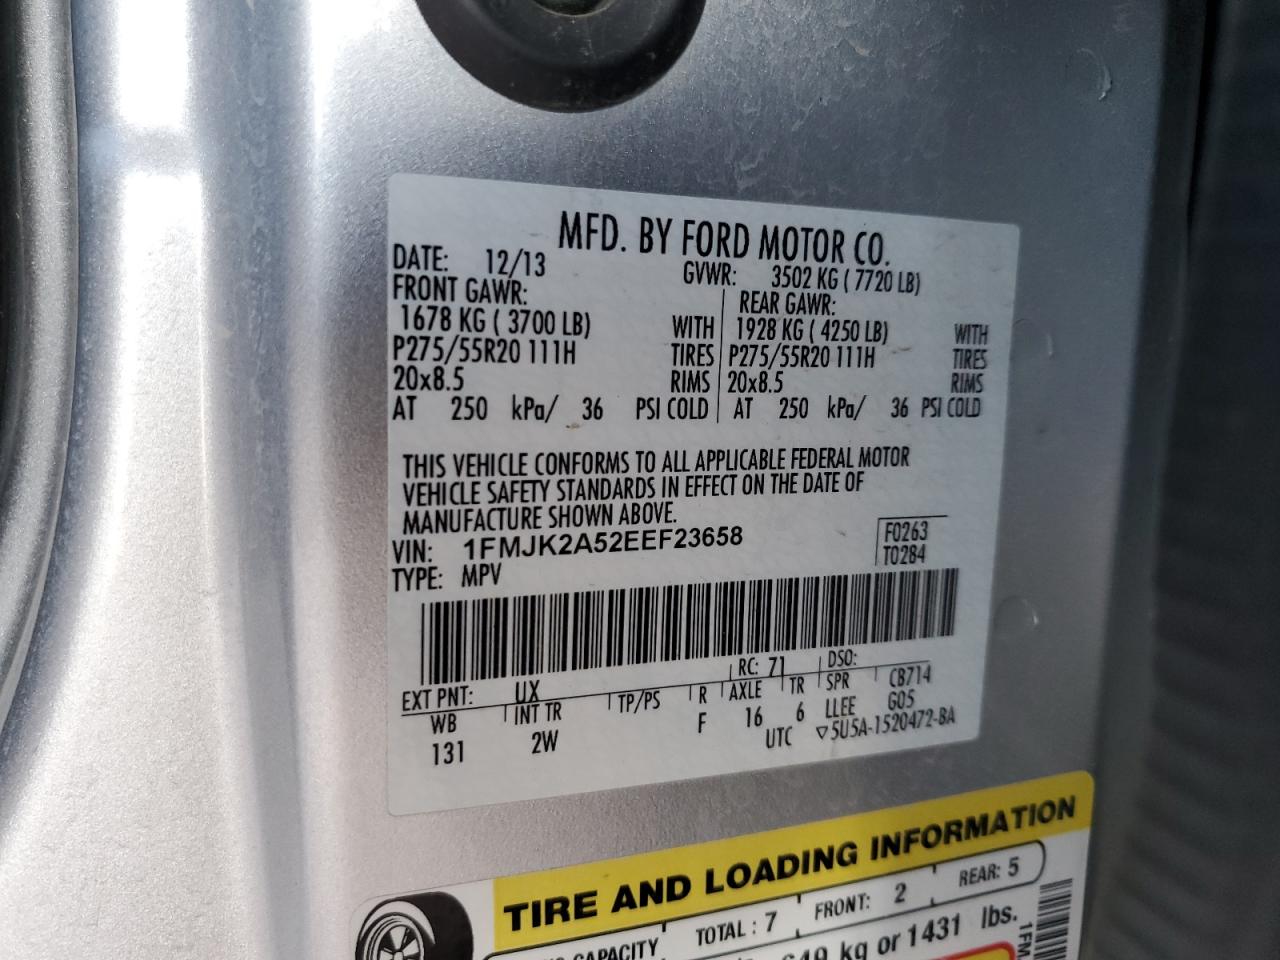 MFD. BY FORD MOTOR CO.
DATE: 12/13 GVWR: 3502 KG ( 7720 LB)
FRONT GAWR: REAR GAWR:
1678 KG ( 3700 LB) WITH 1928 KG ( 4250 LB) WITH
P275/55R20 111H TIRES P275/55R20 111H TIRES
20x8.5 RIMS 20x8.5 RIMS
AT 250 kPa/ 36 PSI COLD AT 250 kPa/ 36 PSI COLD
THIS VEHICLE CONFORMS TO ALL APPLICABLE FEDERAL MOTOR
VEHICLE SAFETY STANDARDS IN EFFECT ON THE DATE OF
MANUFACTURE SHOWN ABOVE.
VIN: 1FMJK2A52EEF23658 F0263
TYPE: MPV T0284
EXT PNT: UX RC: 71 DSO:
WB INT TR TP/PS R AXLE TR SPR CB714
131 2W F 16 6 LLEE G05
UTC ▽5U5A-1520472-BA
TIRE AND LOADING INFORMATION
CAPACITY TOTAL : 7 FRONT: 2 REAR: 5
kg or 1431 lbs.
1FM